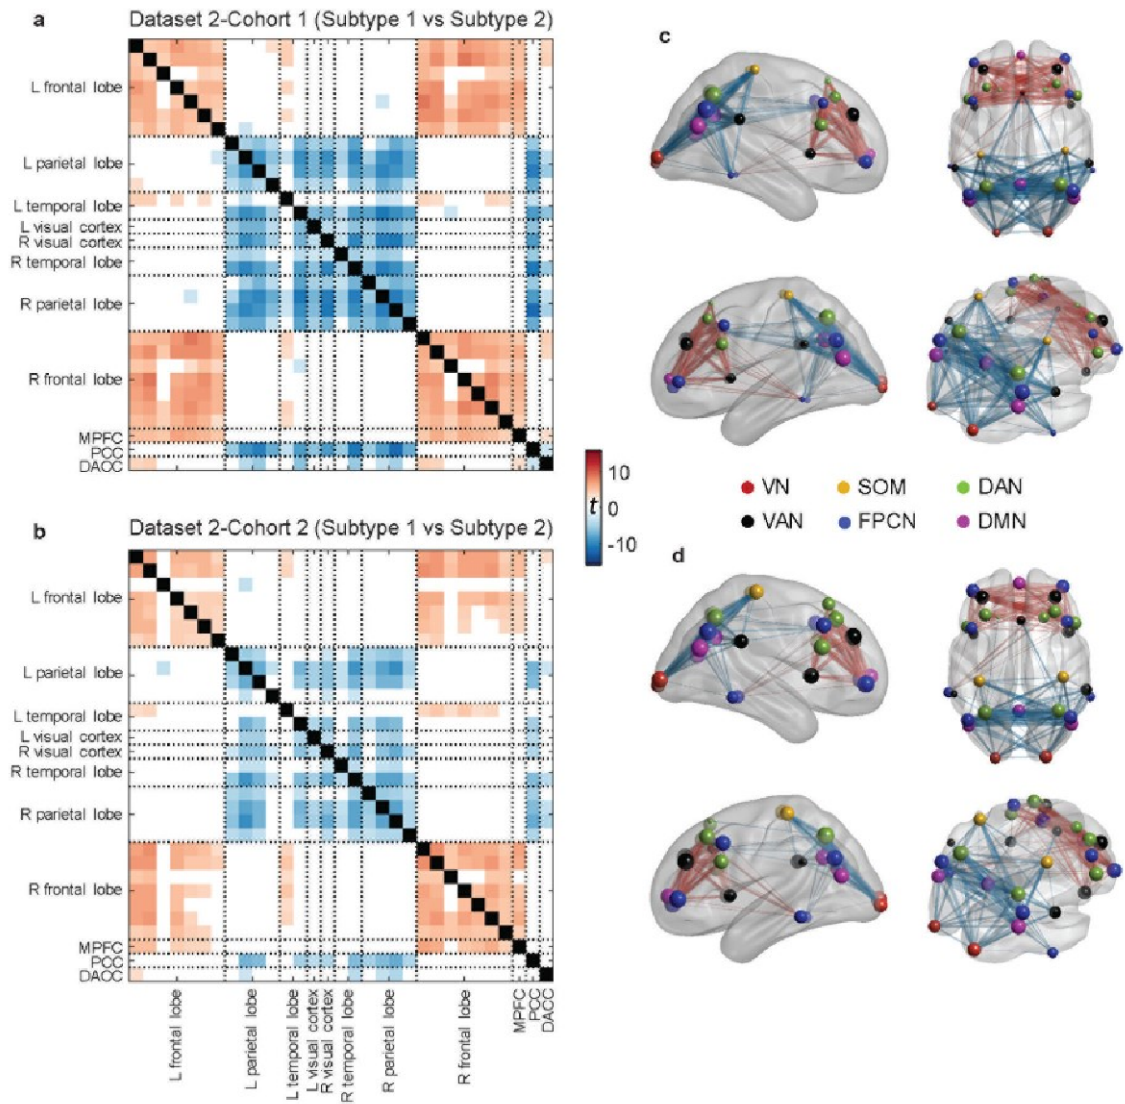 a
Dataset 2-Cohort 1 (Subtype 1 vs Subtype 2)
L frontal lobe
L parietal lobe
L temporal lobe
L visual cortex
R visual cortex
R temporal lobe
R parietal lobe
R frontal lobe
MPFC
PCC
DACC
10
t 0
-10
b
Dataset 2-Cohort 2 (Subtype 1 vs Subtype 2)
L frontal lobe
L parietal lobe
L temporal lobe
L visual cortex
R visual cortex
R temporal lobe
R parietal lobe
R frontal lobe
MPFC
PCC
DACC
L frontal lobe
L parietal lobe
L temporal lobe
L visual cortex
R visual cortex
R temporal lobe
R parietal lobe
R frontal lobe
MPFC
PCC
DACC
c
VN SOM DAN
VAN FPCN DMN
d